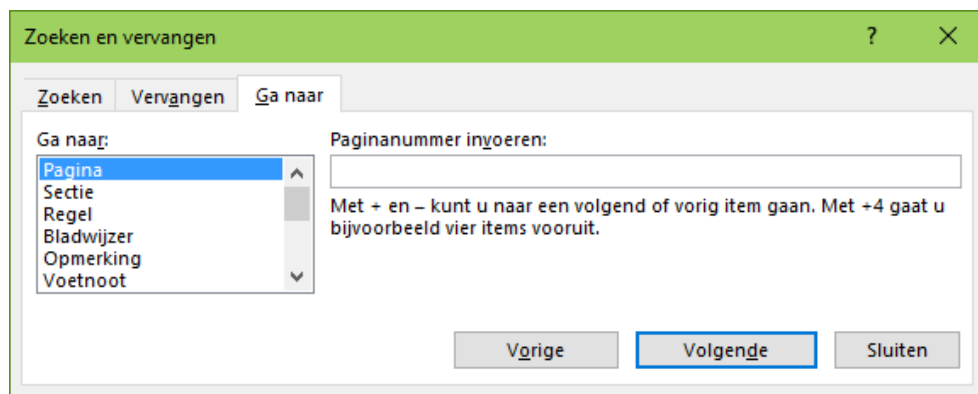 Zoeken en vervangen ?
Zoeken Vervangen Ga naar
Ga naar:
Pagina
Sectie
Regel
Bladwijzer
Opmerking
Voetnoot
Paginanummer invoeren:
Met + en – kunt u naar een volgend of vorig item gaan. Met +4 gaat u
bijvoorbeeld vier items vooruit.
Vorige Volgende Sluiten